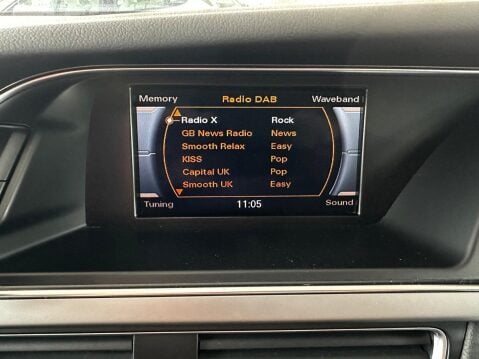 Memory Radio DAB Waveband
Radio X Rock
GB News Radio News
Smooth Relax Easy
KISS Pop
Capital UK Pop
Smooth UK Easy
Tuning 11:05 Sound